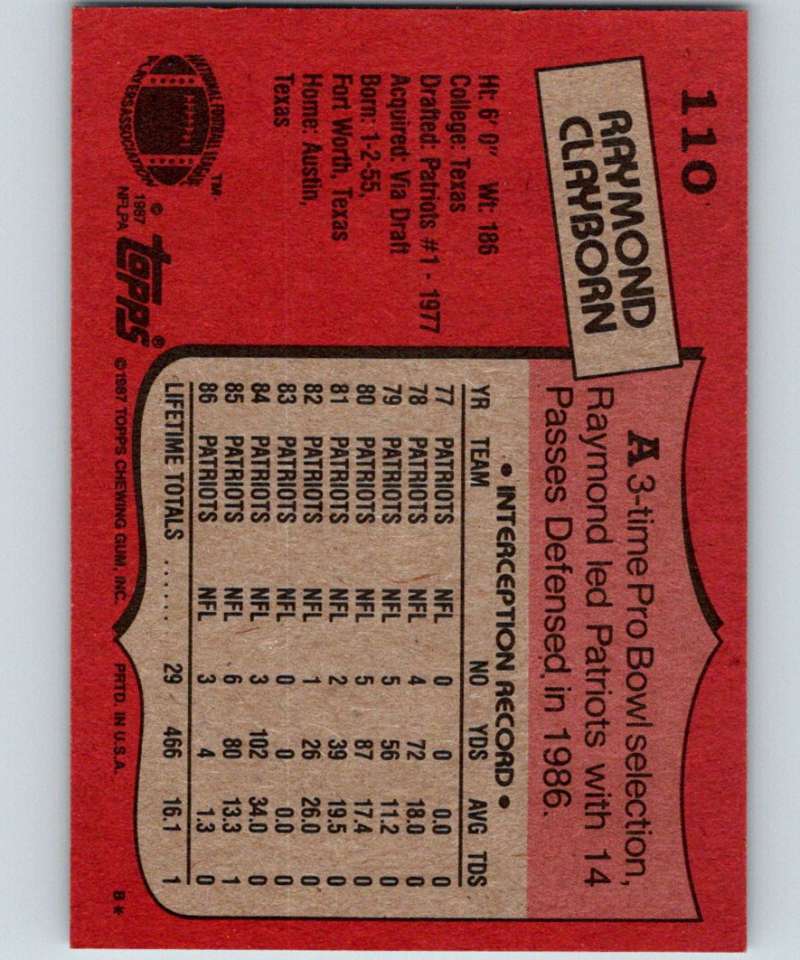 110
RAYMOND
CLAYBORN
Ht: 6'0" Wt: 186
College: Texas
Drafted: Patriots #1 - 1977
Acquired: Via Draft
Born: 1-2-55,
Fort Worth, Texas
Home: Austin,
Texas
NATIONAL FOOTBALL LEAGUE
PLAYERS ASSOCIATION
™
© 1987
NFLPA
topps®
A 3-time Pro Bowl selection,
Raymond led Patriots with 14
Passes Defensed in 1986.
• INTERCEPTION RECORD •
YR TEAM NO YDS AVG TDS
77 PATRIOTS NFL 0 0 0.0 0
78 PATRIOTS NFL 4 72 18.0 0
79 PATRIOTS NFL 5 56 11.2 0
80 PATRIOTS NFL 5 87 17.4 0
81 PATRIOTS NFL 2 39 19.5 0
82 PATRIOTS NFL 1 26 26.0 0
83 PATRIOTS NFL 0 0 0.0 0
84 PATRIOTS NFL 3 102 34.0 0
85 PATRIOTS NFL 6 80 13.3 1
86 PATRIOTS NFL 3 4 1.3 0
LIFETIME TOTALS ...... 29 466 16.1 1
©1987 TOPPS CHEWING GUM, INC. PRTD. IN U.S.A. B*